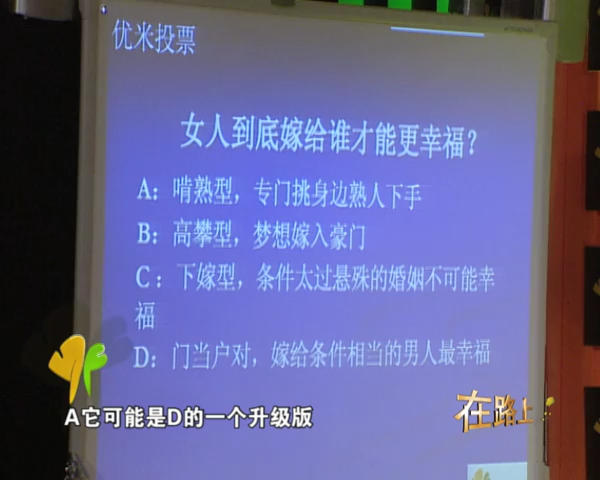 优米投票
女人到底嫁给谁才能更幸福？
A：啃熟型，专门挑身边熟人下手
B：高攀型，梦想嫁入豪门
C：下嫁型，条件太过悬殊的婚姻不可能幸
福
D：门当户对，嫁给条件相当的男人最幸福
A它可能是D的一个升级版
在路上